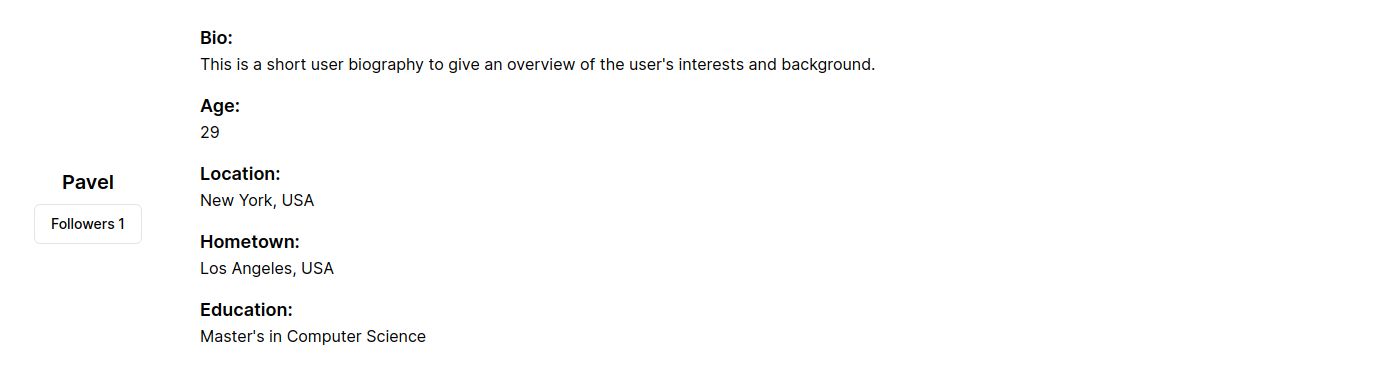 Pavel
Followers 1
Bio:
This is a short user biography to give an overview of the user's interests and background.
Age:
29
Location:
New York, USA
Hometown:
Los Angeles, USA
Education:
Master's in Computer Science